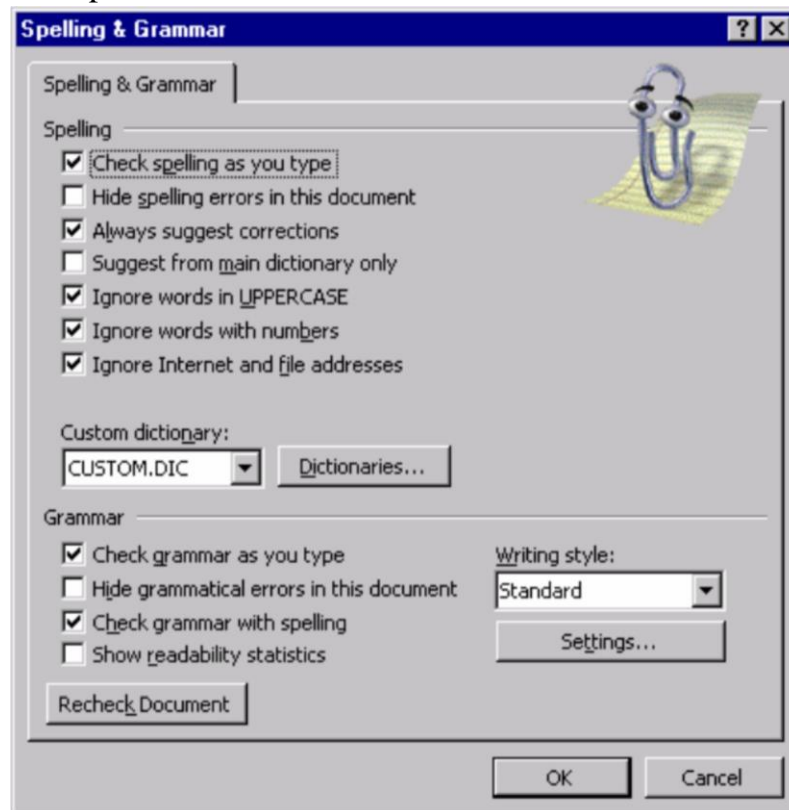 Spelling & Grammar
Spelling & Grammar
Spelling
Check spelling as you type
Hide spelling errors in this document
Always suggest corrections
Suggest from main dictionary only
Ignore words in UPPERCASE
Ignore words with numbers
Ignore Internet and file addresses
Custom dictionary:
CUSTOM.DIC Dictionaries...
Grammar
Check grammar as you type Writing style:
Hide grammatical errors in this document Standard
Check grammar with spelling
Show readability statistics Settings...
Recheck Document
OK Cancel